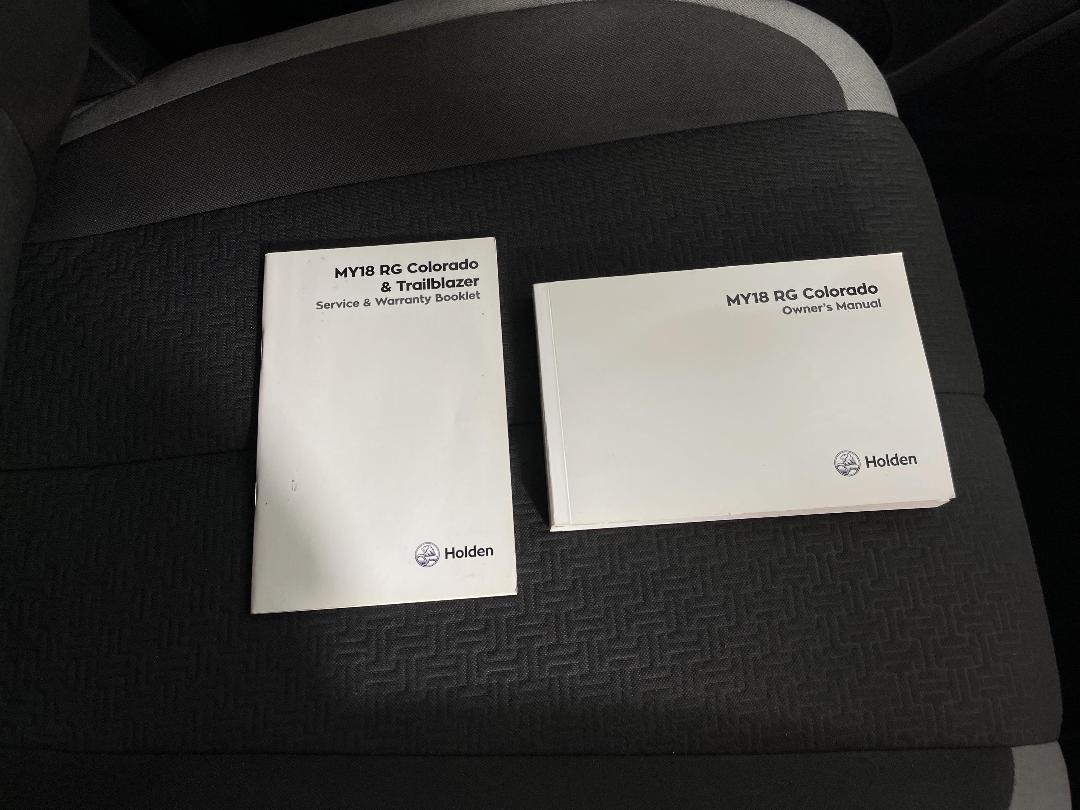 MY18 RG Colorado
& Trailblazer
Service & Warranty Booklet
Holden
MY18 RG Colorado
Owner's Manual
Holden